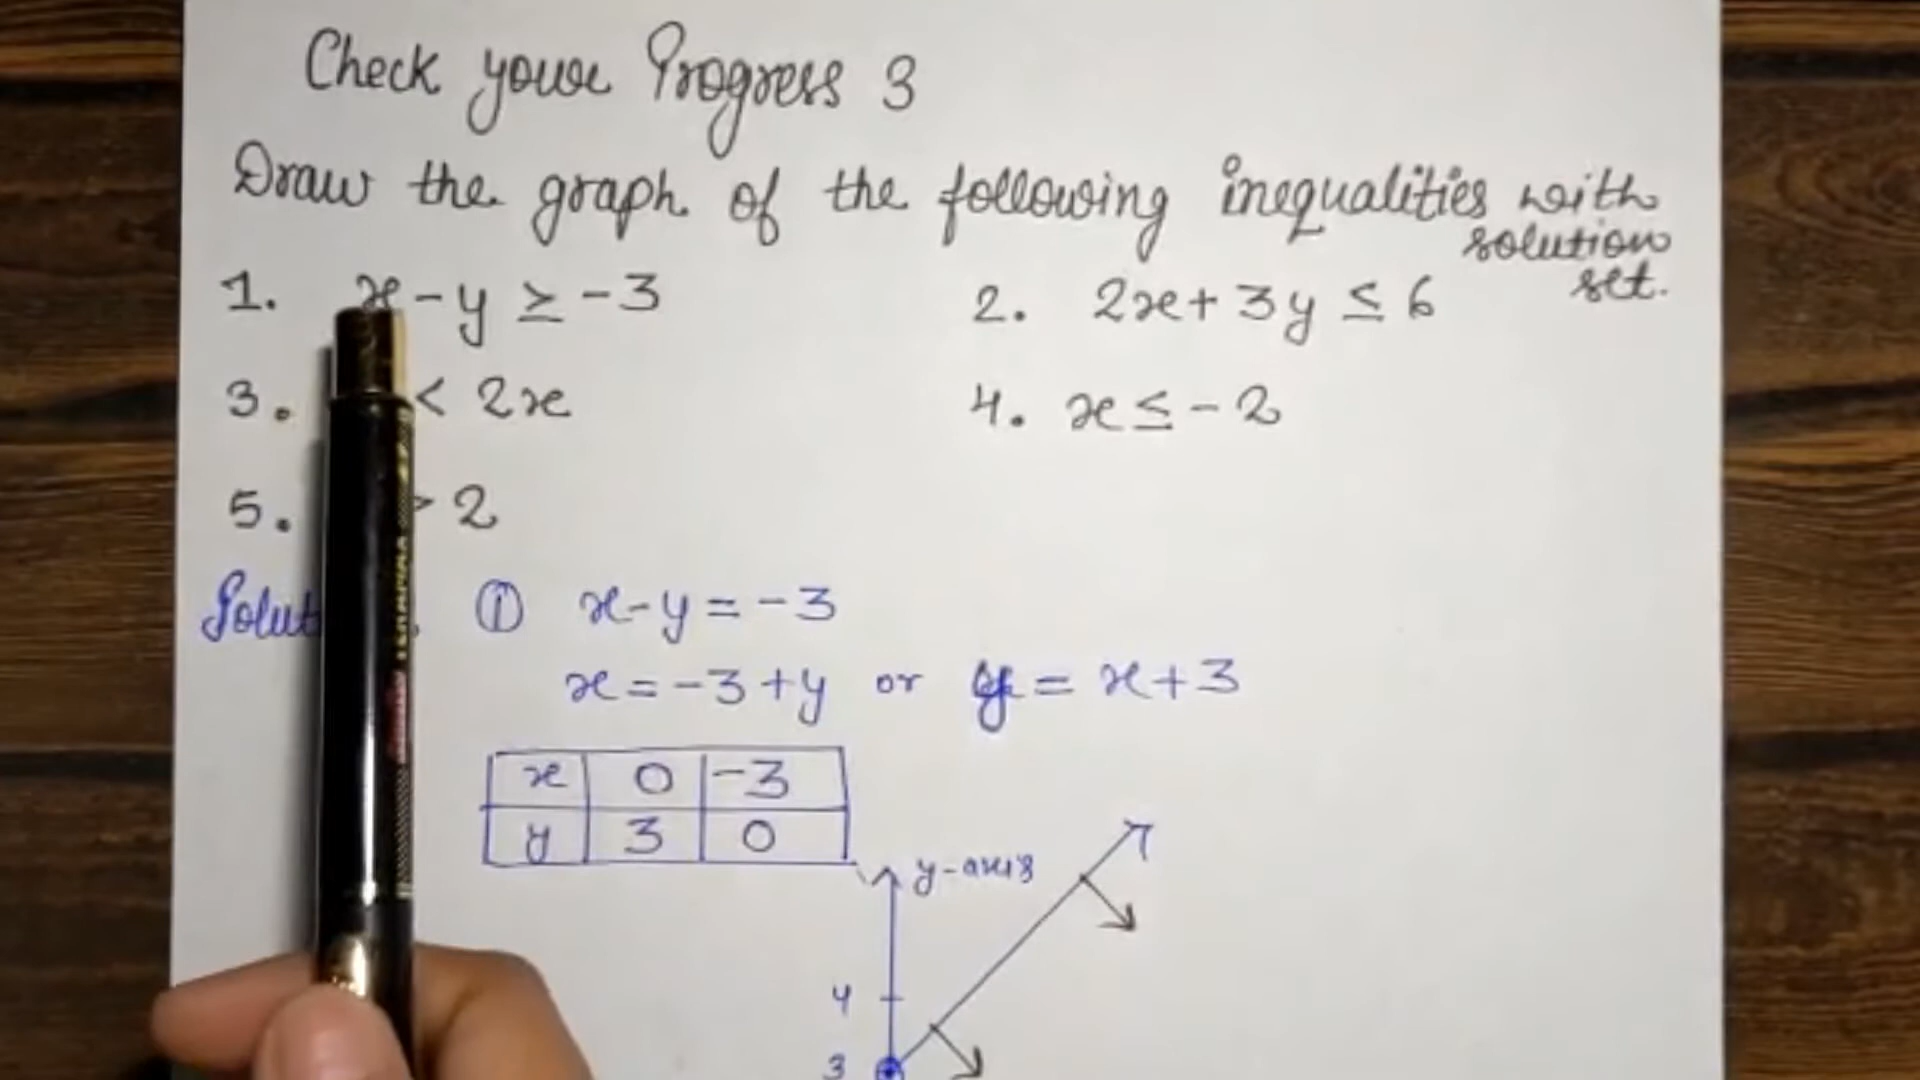 Check your Progress 3
Draw the graph of the following inequalities with solution set.
1. x - y ≥ -3
2. 2x + 3y ≤ 6
3. < 2x
4. x ≤ -2
5. > 2
① x - y = -3
x = -3 + y or y = x + 3
x 0 -3
y 3 0
y-axis
4
3